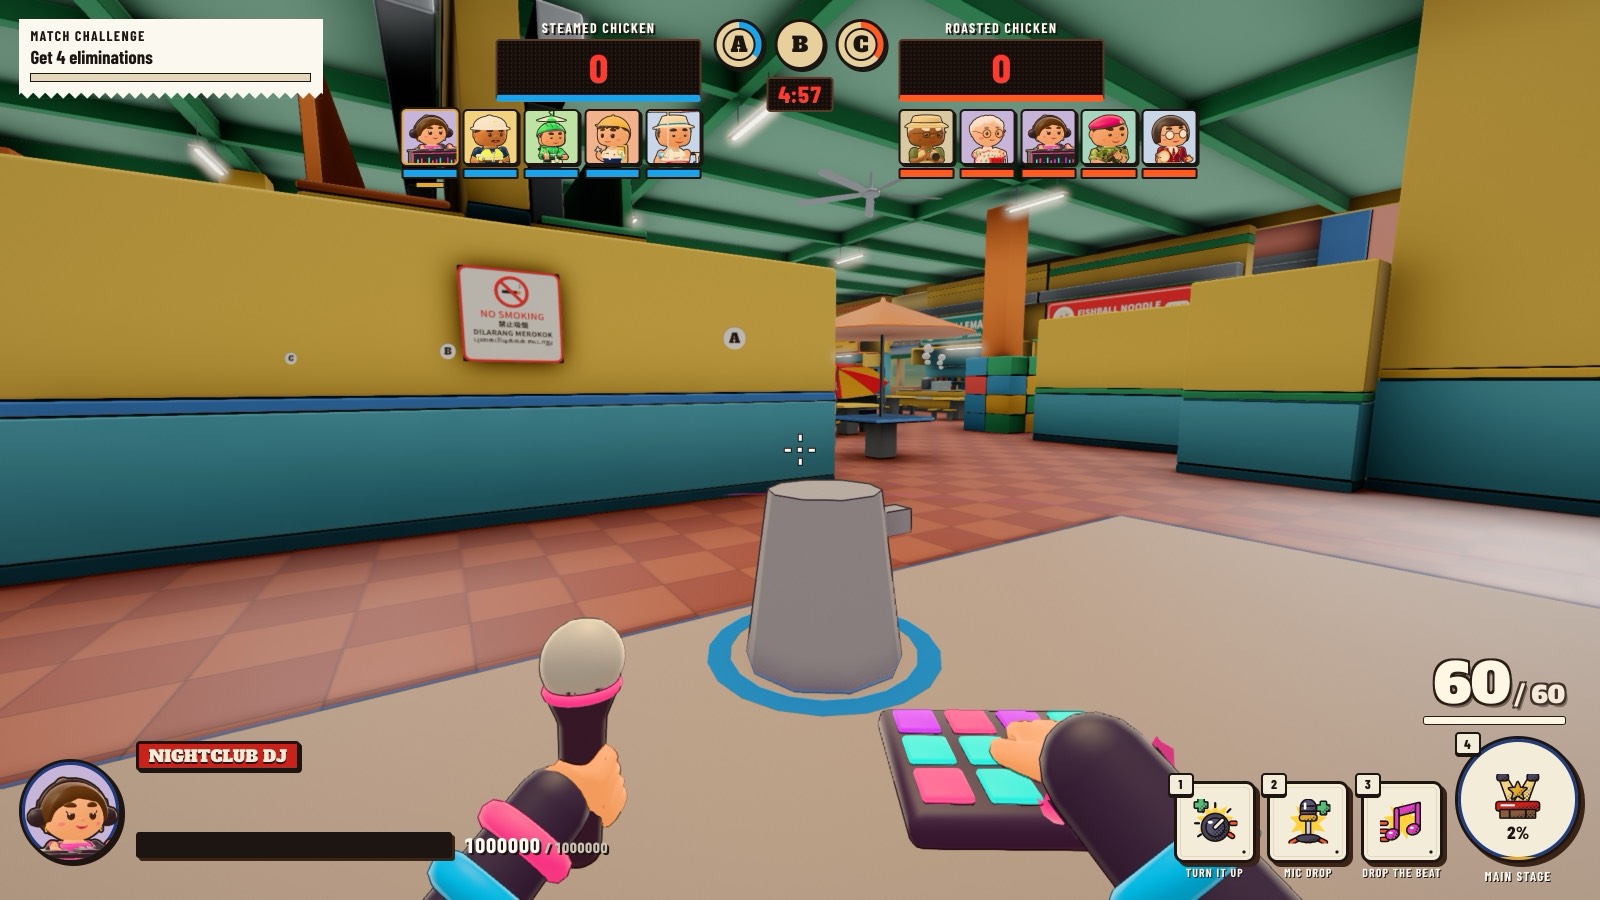 MATCH CHALLENGE
Get 4 eliminations
STEAMED CHICKEN
0
A
B
C
4:57
ROASTED CHICKEN
0
NO SMOKING
禁止吸烟
DILARANG MEROKOK
C
B
A
FISHBALL NOODLE
NIGHTCLUB DJ
1000000 / 1000000
60 / 60
1
2
3
4
2%
TURN IT UP
MIC DROP
DROP THE BEAT
MAIN STAGE